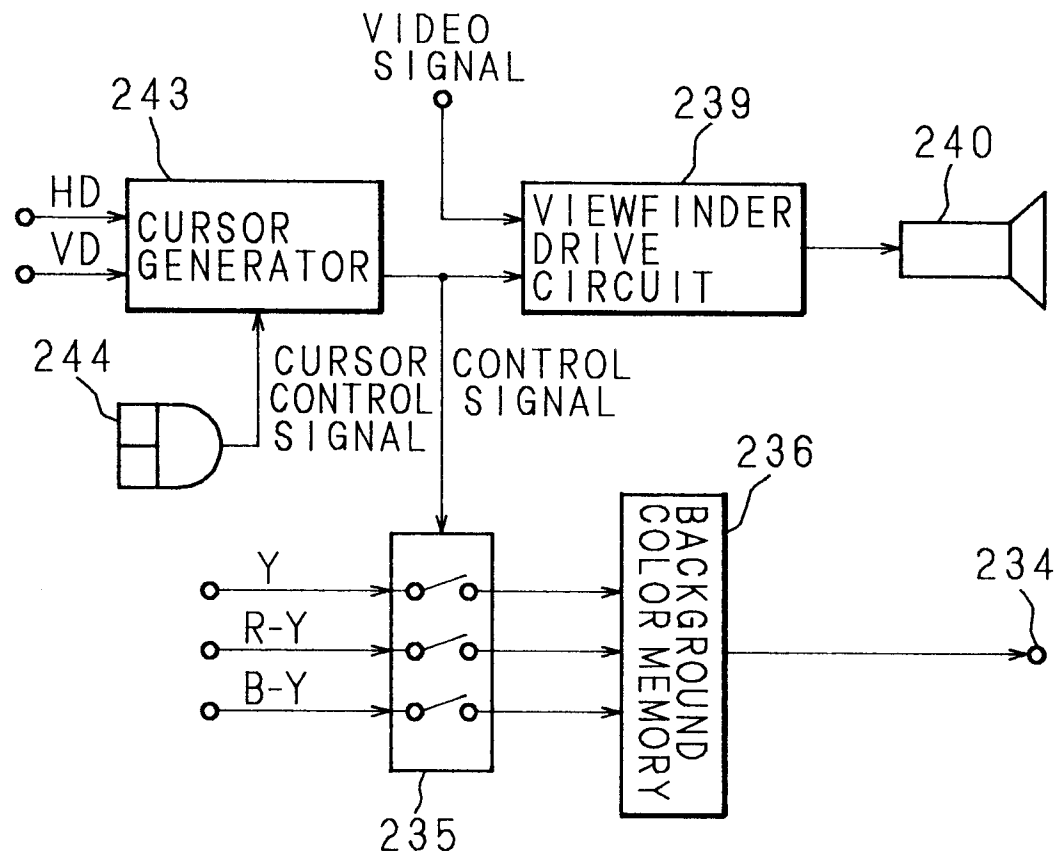 VIDEO
SIGNAL
243
239
240
HD
VD
CURSOR
GENERATOR
VIEWFINDER
DRIVE
CIRCUIT
244
CURSOR
CONTROL
SIGNAL
CONTROL
SIGNAL
236
BACKGROUND
COLOR MEMORY
234
Y
R-Y
B-Y
235